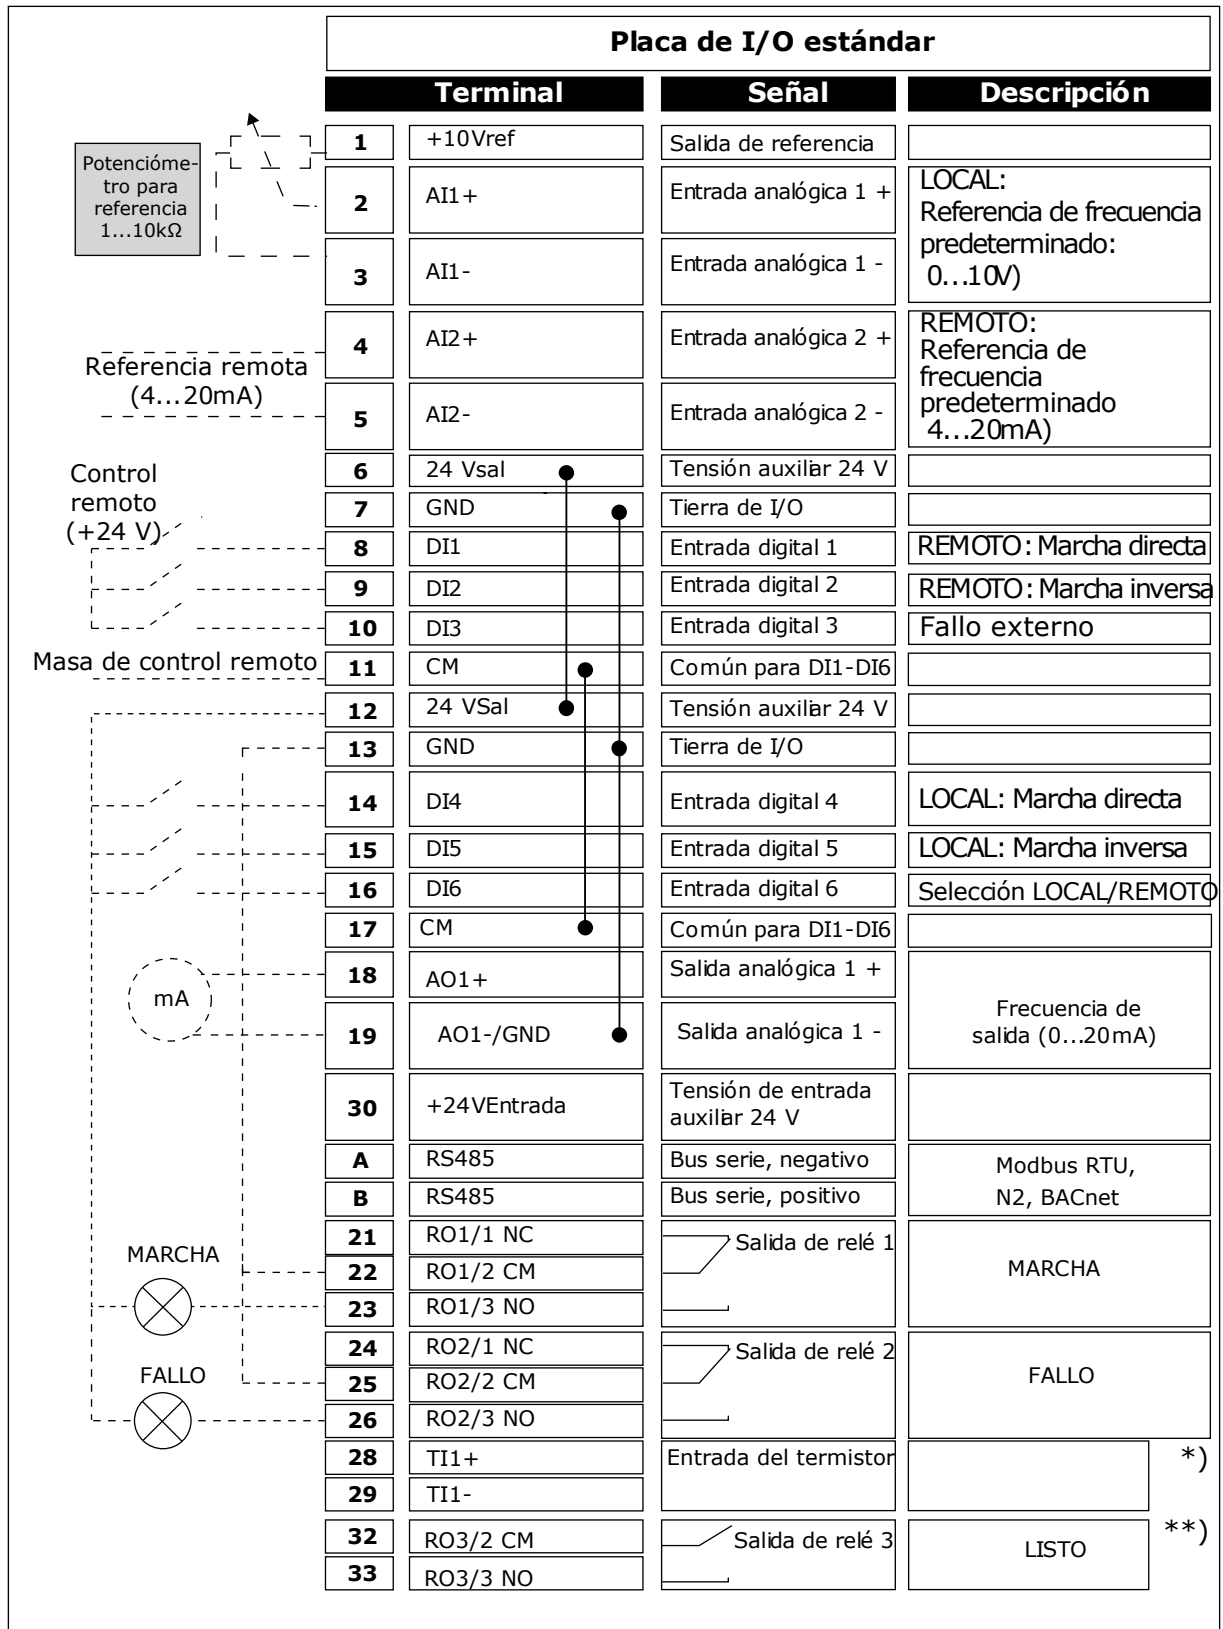 Placa de I/O estándar
Terminal Señal Descripción
Potencióme-
tro para
referencia
1...10kΩ
1 +10Vref Salida de referencia
2 AI1+ Entrada analógica 1 +
3 AI1- Entrada analógica 1 -
LOCAL:
Referencia de frecuencia
predeterminado:
0...10V)
Referencia remota
(4...20mA)
4 AI2+ Entrada analógica 2 +
5 AI2- Entrada analógica 2 -
REMOTO:
Referencia de
frecuencia
predeterminado
4...20mA)
Control
remoto
(+24 V)
6 24 Vsal Tensión auxiliar 24 V
7 GND Tierra de I/O
8 DI1 Entrada digital 1 REMOTO: Marcha directa
9 DI2 Entrada digital 2 REMOTO: Marcha inversa
10 DI3 Entrada digital 3 Fallo externo
Masa de control remoto 11 CM Común para DI1-DI6
12 24 VSal Tensión auxiliar 24 V
13 GND Tierra de I/O
14 DI4 Entrada digital 4 LOCAL: Marcha directa
15 DI5 Entrada digital 5 LOCAL: Marcha inversa
16 DI6 Entrada digital 6 Selección LOCAL/REMOTO
17 CM Común para DI1-DI6
mA
18 AO1+ Salida analógica 1 +
19 AO1-/GND Salida analógica 1 -
Frecuencia de
salida (0...20mA)
30 +24VEntrada Tensión de entrada
auxiliar 24 V
A RS485 Bus serie, negativo
B RS485 Bus serie, positivo
Modbus RTU,
N2, BACnet
MARCHA
21 RO1/1 NC Salida de relé 1
22 RO1/2 CM MARCHA
23 RO1/3 NO
FALLO
24 RO2/1 NC Salida de relé 2
25 RO2/2 CM FALLO
26 RO2/3 NO
28 TI1+ Entrada del termistor *)
29 TI1-
32 RO3/2 CM Salida de relé 3 LISTO **)
33 RO3/3 NO